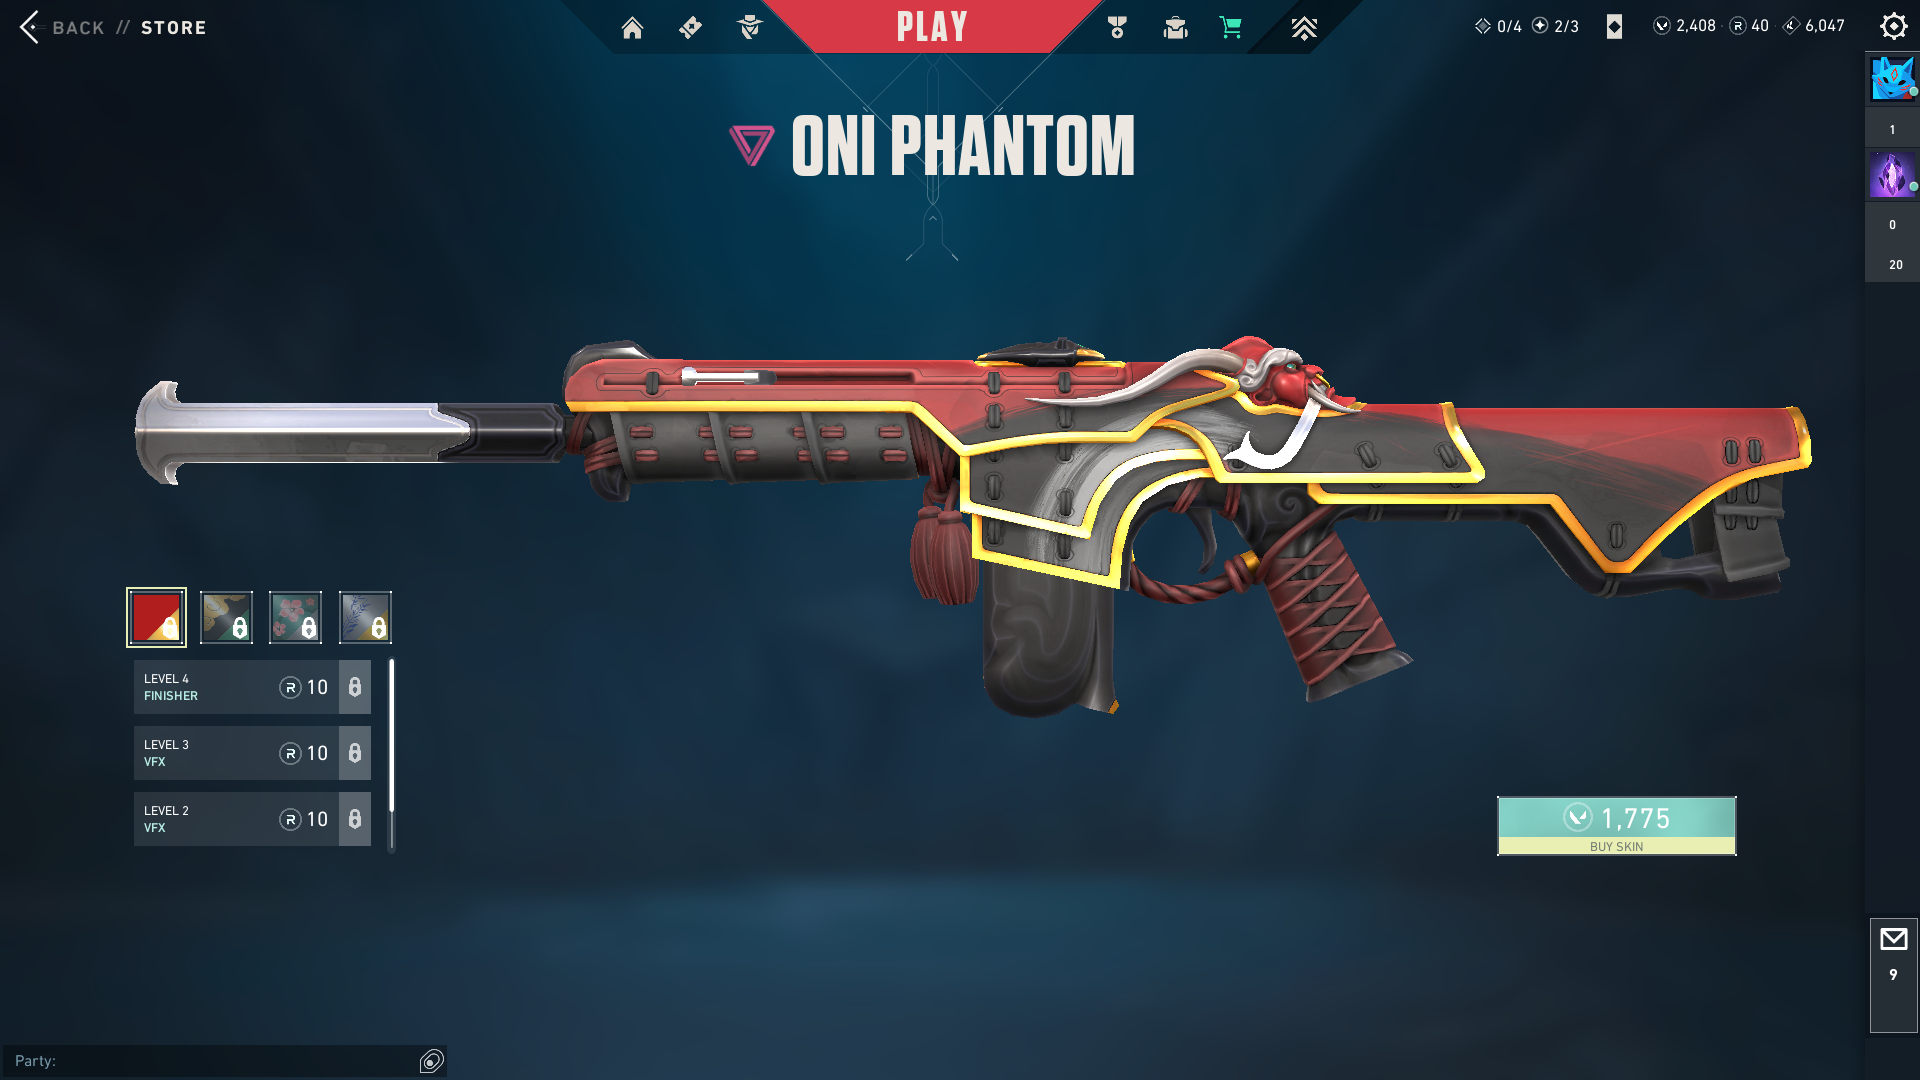 BACK // STORE
PLAY
0/4 2/3 2,408 R 40 6,047
ONI PHANTOM
1
0
20
LEVEL 4
FINISHER
R 10
LEVEL 3
VFX
R 10
LEVEL 2
VFX
R 10
1,775
BUY SKIN
9
Party: